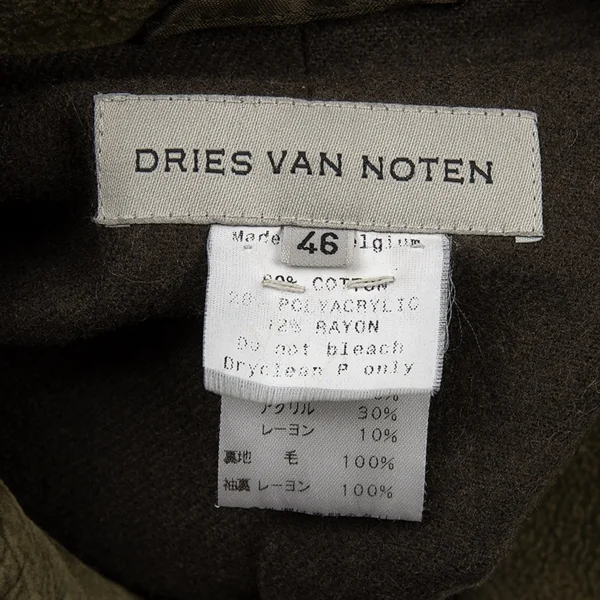 DRIES VAN NOTEN
46
Made
COTTON
POLYACRYLIC
12% RAYON
Do not bleach
Dryclean P only
アクリル 30%
レーヨン 10%
裏地 毛 100%
袖裏 レーヨン 100%